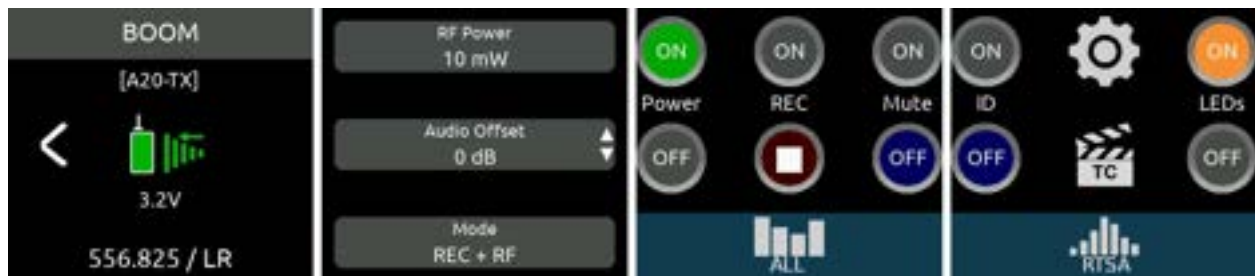 BOOM
[A20-TX]
3.2V
556.825 / LR
RF Power
10 mW
Audio Offset
0 dB
Mode
REC + RF
ON ON ON
Power REC Mute
OFF OFF
ALL
ON ON
ID LEDs
OFF TC OFF
RTSA